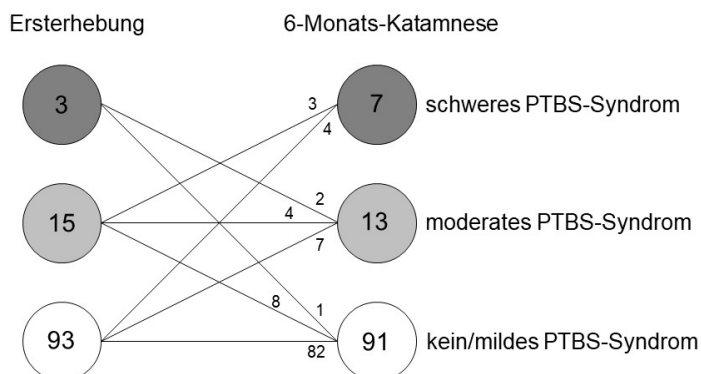 Ersterhebung 6-Monats-Katamnese
3 3 7 schweres PTBS-Syndrom
4
2
15 4 13 moderates PTBS-Syndrom
7
8 1
93 91 kein/mildes PTBS-Syndrom
82